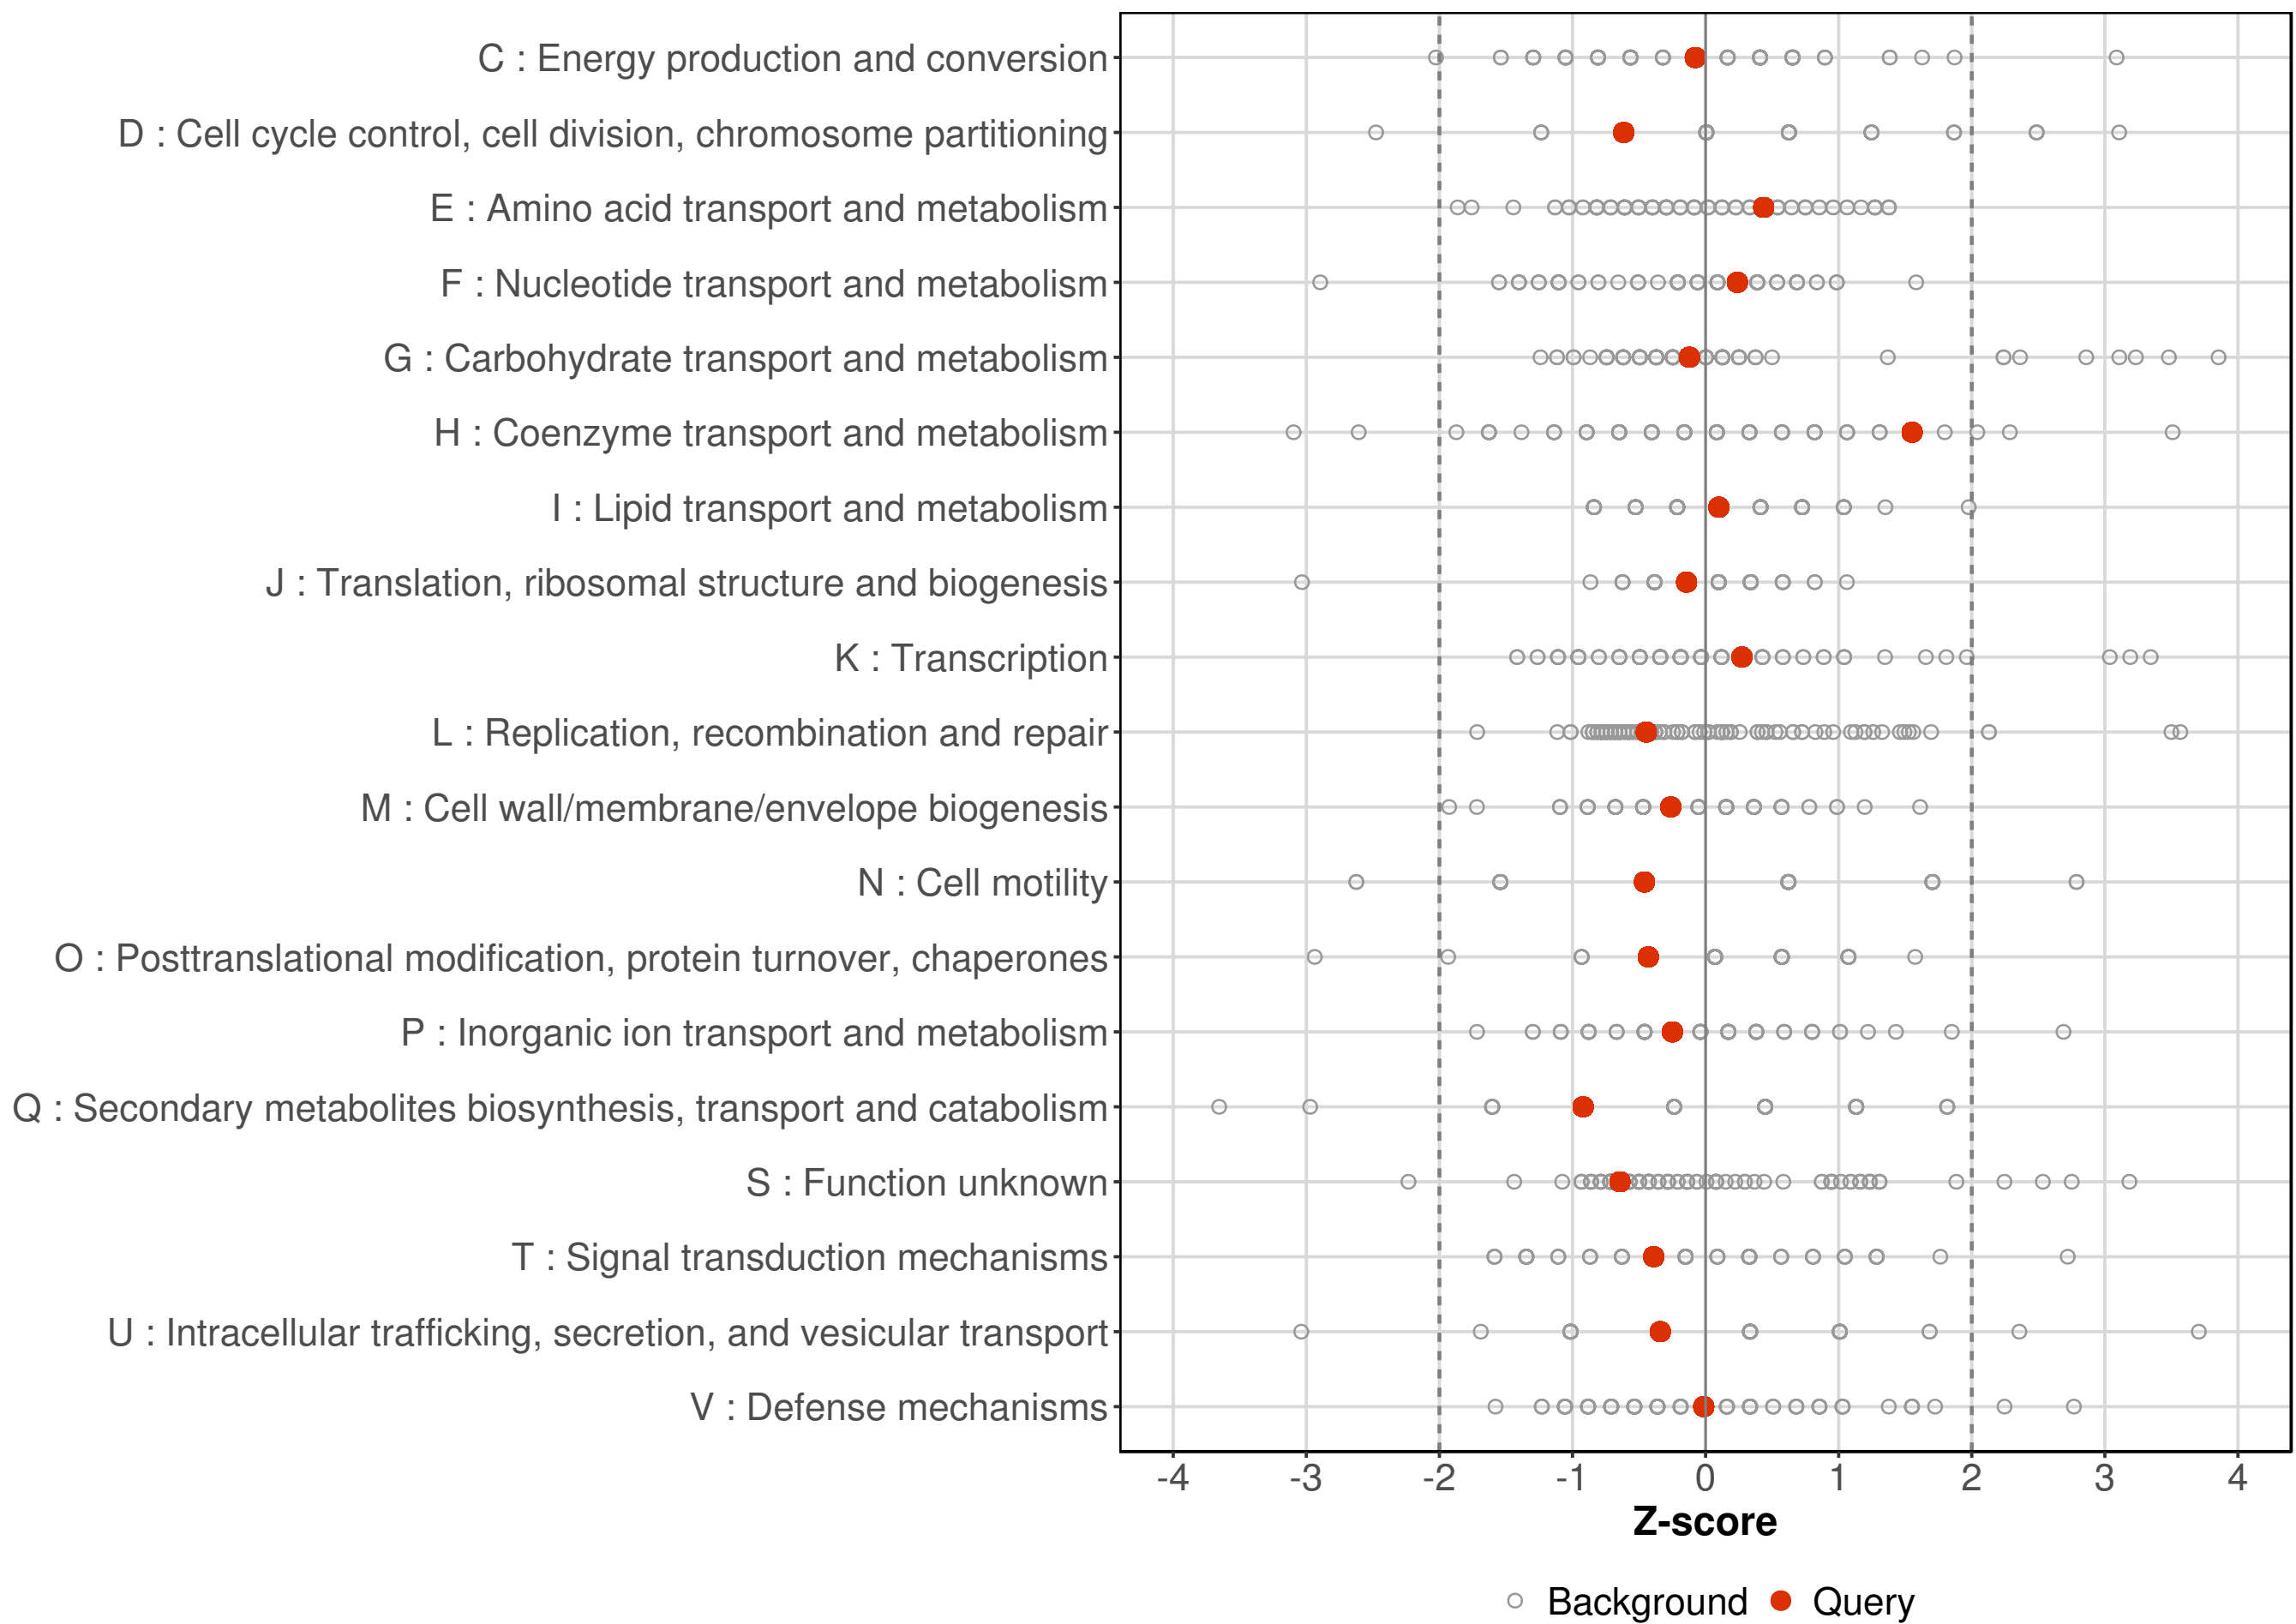 C : Energy production and conversion
D : Cell cycle control, cell division, chromosome partitioning
E : Amino acid transport and metabolism
F : Nucleotide transport and metabolism
G : Carbohydrate transport and metabolism
H : Coenzyme transport and metabolism
I : Lipid transport and metabolism
J : Translation, ribosomal structure and biogenesis
K : Transcription
L : Replication, recombination and repair
M : Cell wall/membrane/envelope biogenesis
N : Cell motility
O : Posttranslational modification, protein turnover, chaperones
P : Inorganic ion transport and metabolism
Q : Secondary metabolites biosynthesis, transport and catabolism
S : Function unknown
T : Signal transduction mechanisms
U : Intracellular trafficking, secretion, and vesicular transport
V : Defense mechanisms
-4 -3 -2 -1 0 1 2 3 4
Z-score
Background Query